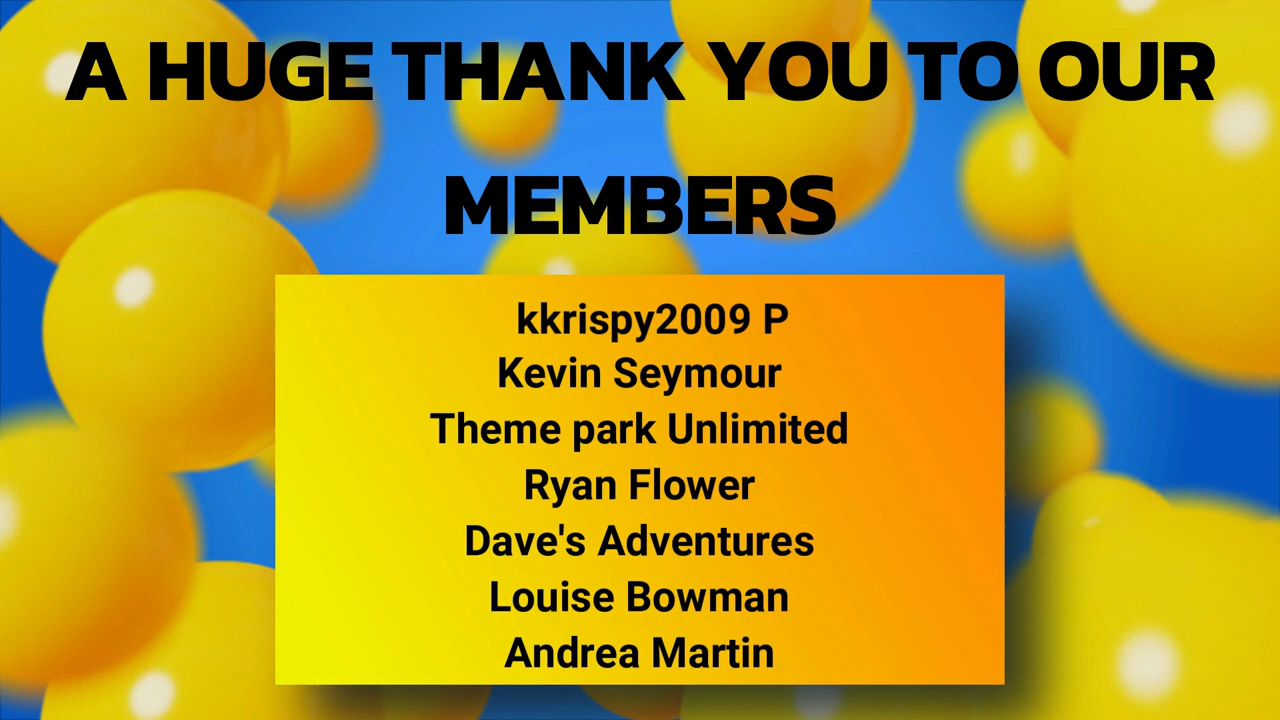 A HUGE THANK YOU TO OUR
MEMBERS
kkrispy2009 P
Kevin Seymour
Theme park Unlimited
Ryan Flower
Dave's Adventures
Louise Bowman
Andrea Martin